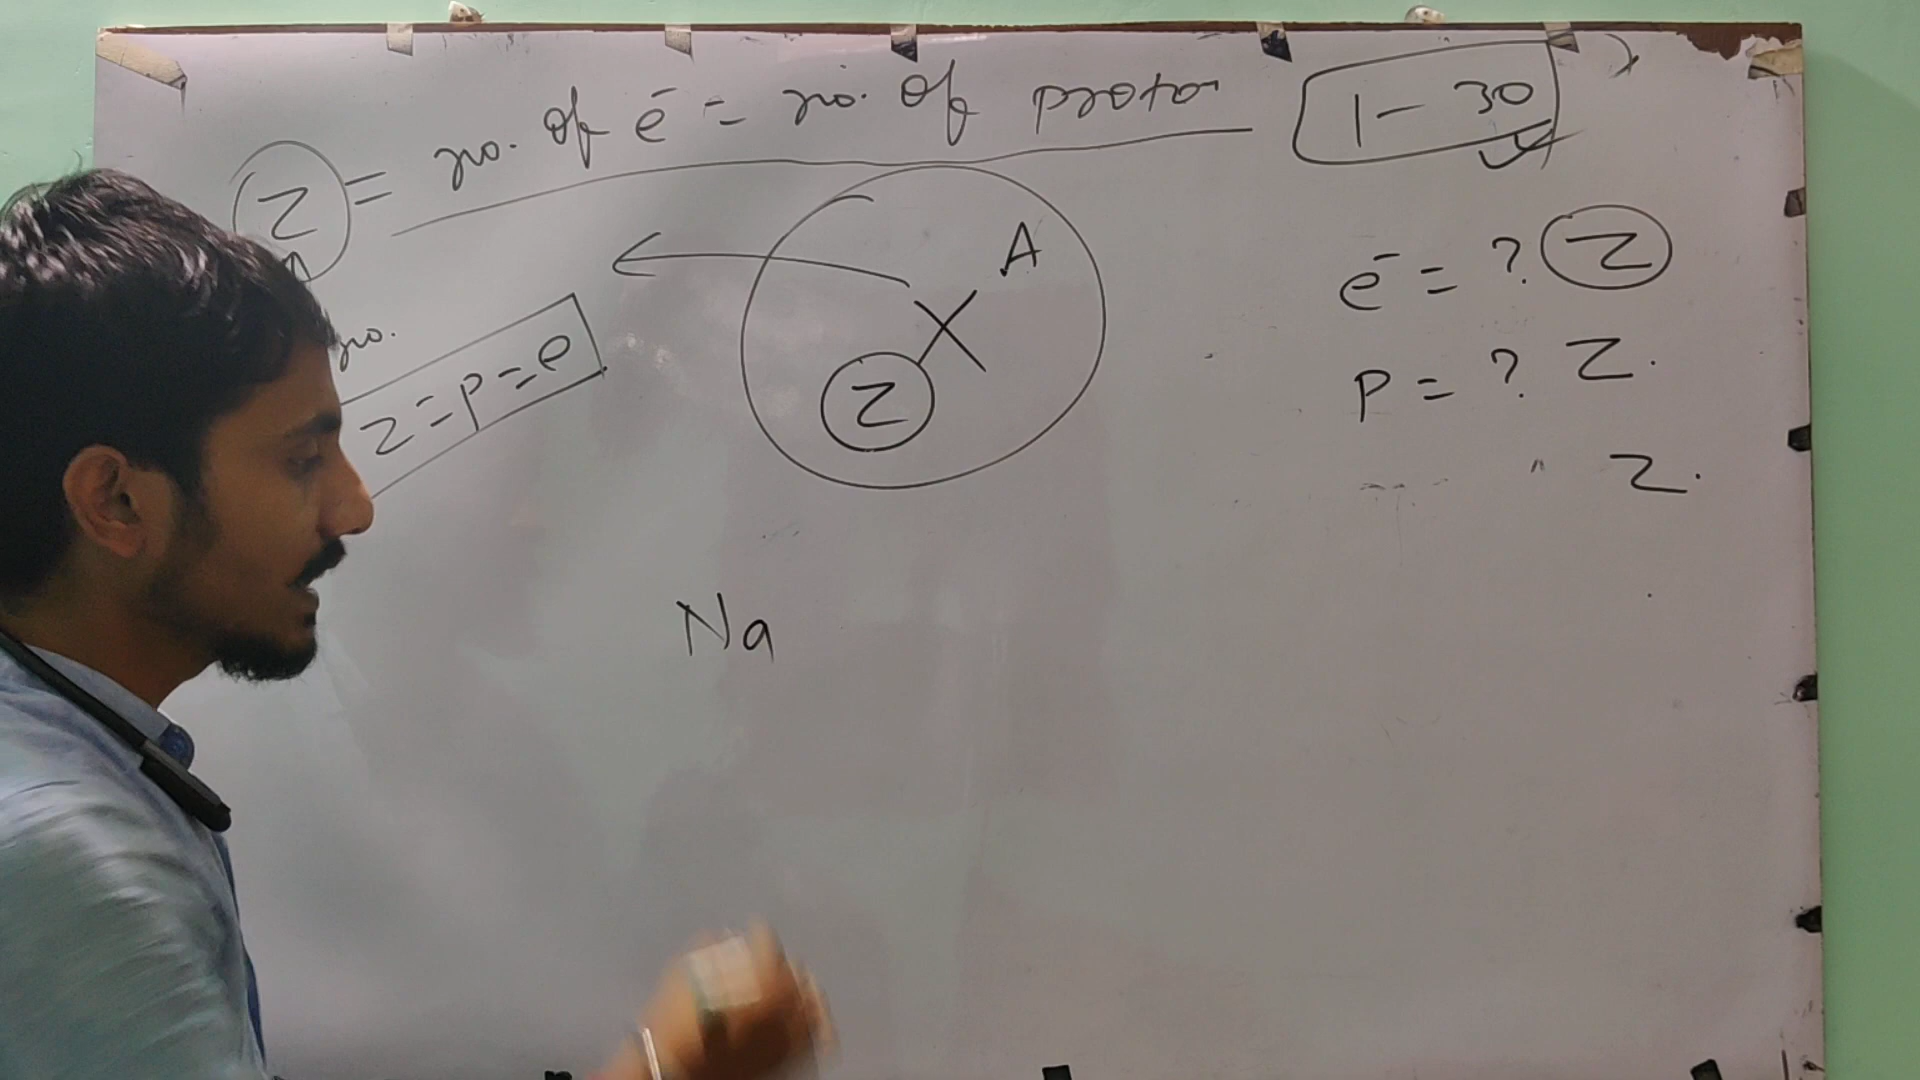 Z = no. of e⁻ = no. of proton
1 - 30
X A Z
no.
z = p = e
e⁻ = ? Z
p = ? Z.
Z.
Na